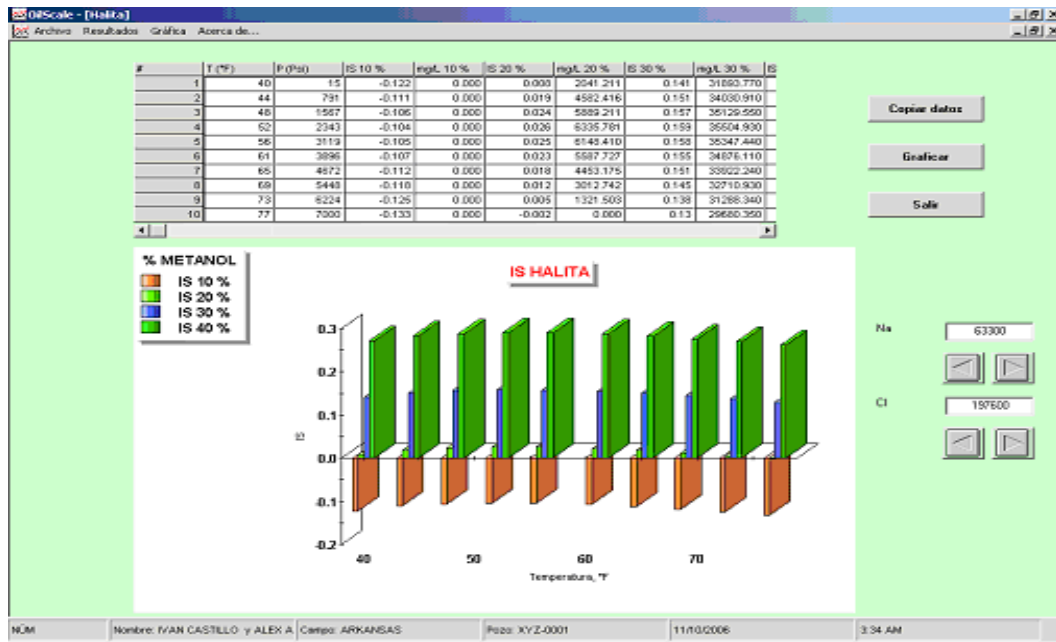 OilScale - [Halita]
Archivo Resultados Gráfica Acerca de...
# T (°F) P (Psi) IS 10 % mg/L 10 % IS 20 % mg/L 20 % IS 30 % mg/L 30 % IS
1 40 15 -0.122 0.000 0.008 2041.211 0.141 31893.770
2 44 791 -0.111 0.000 0.019 4582.416 0.151 34030.910
3 48 1567 -0.106 0.000 0.024 5889.211 0.157 35129.550
4 52 2343 -0.104 0.000 0.026 6335.781 0.159 35504.930
5 56 3119 -0.105 0.000 0.025 6148.410 0.158 35347.440
6 61 3896 -0.107 0.000 0.023 5587.727 0.155 34876.110
7 65 4672 -0.112 0.000 0.018 4453.175 0.151 33922.240
8 69 5448 -0.118 0.000 0.012 3012.742 0.145 32710.930
9 73 6224 -0.125 0.000 0.005 1321.503 0.138 31288.340
10 77 7000 -0.133 0.000 -0.002 0.000 0.13 29680.350
Copiar datos
Graficar
Salir
% METANOL
IS 10 %
IS 20 %
IS 30 %
IS 40 %
IS HALITA
0.3
0.2
0.1
0.0
-0.1
-0.2
IS
40 50 60 70
Temperatura, °F
Na 63300
Cl 197600
NÚM Nombre: IVAN CASTILLO y ALEX A Campo: ARKANSAS Pozo: XYZ-0001 11/10/2006 3:34 AM